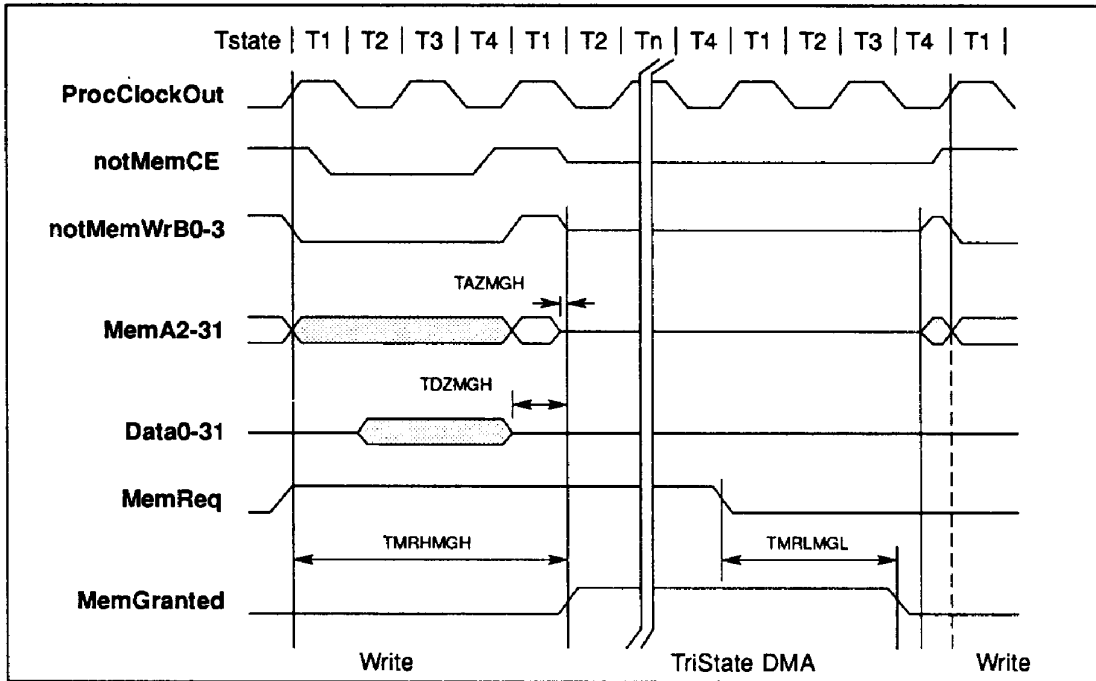 Tstate | T1 | T2 | T3 | T4 | T1 | T2 | Tn | T4 | T1 | T2 | T3 | T4 | T1 |
ProcClockOut
notMemCE
notMemWrB0-3
TAZMGH
MemA2-31
TDZMGH
Data0-31
MemReq
TMRHMGH
TMRLMGL
MemGranted
Write
TriState DMA
Write